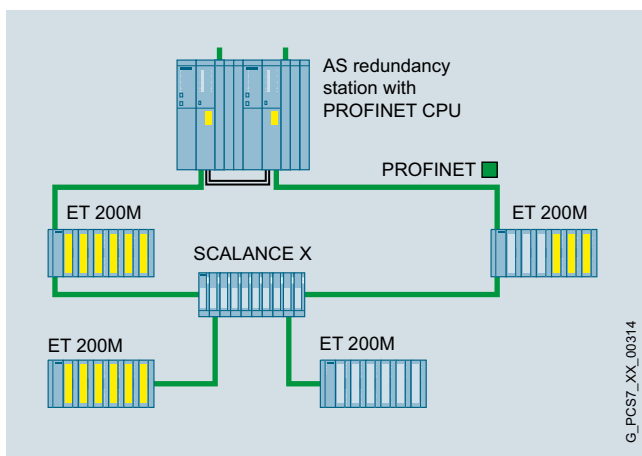 AS redundancy
station with
PROFINET CPU
PROFINET
ET 200M
ET 200M
SCALANCE X
ET 200M
ET 200M
G_PCS7_XX_00314